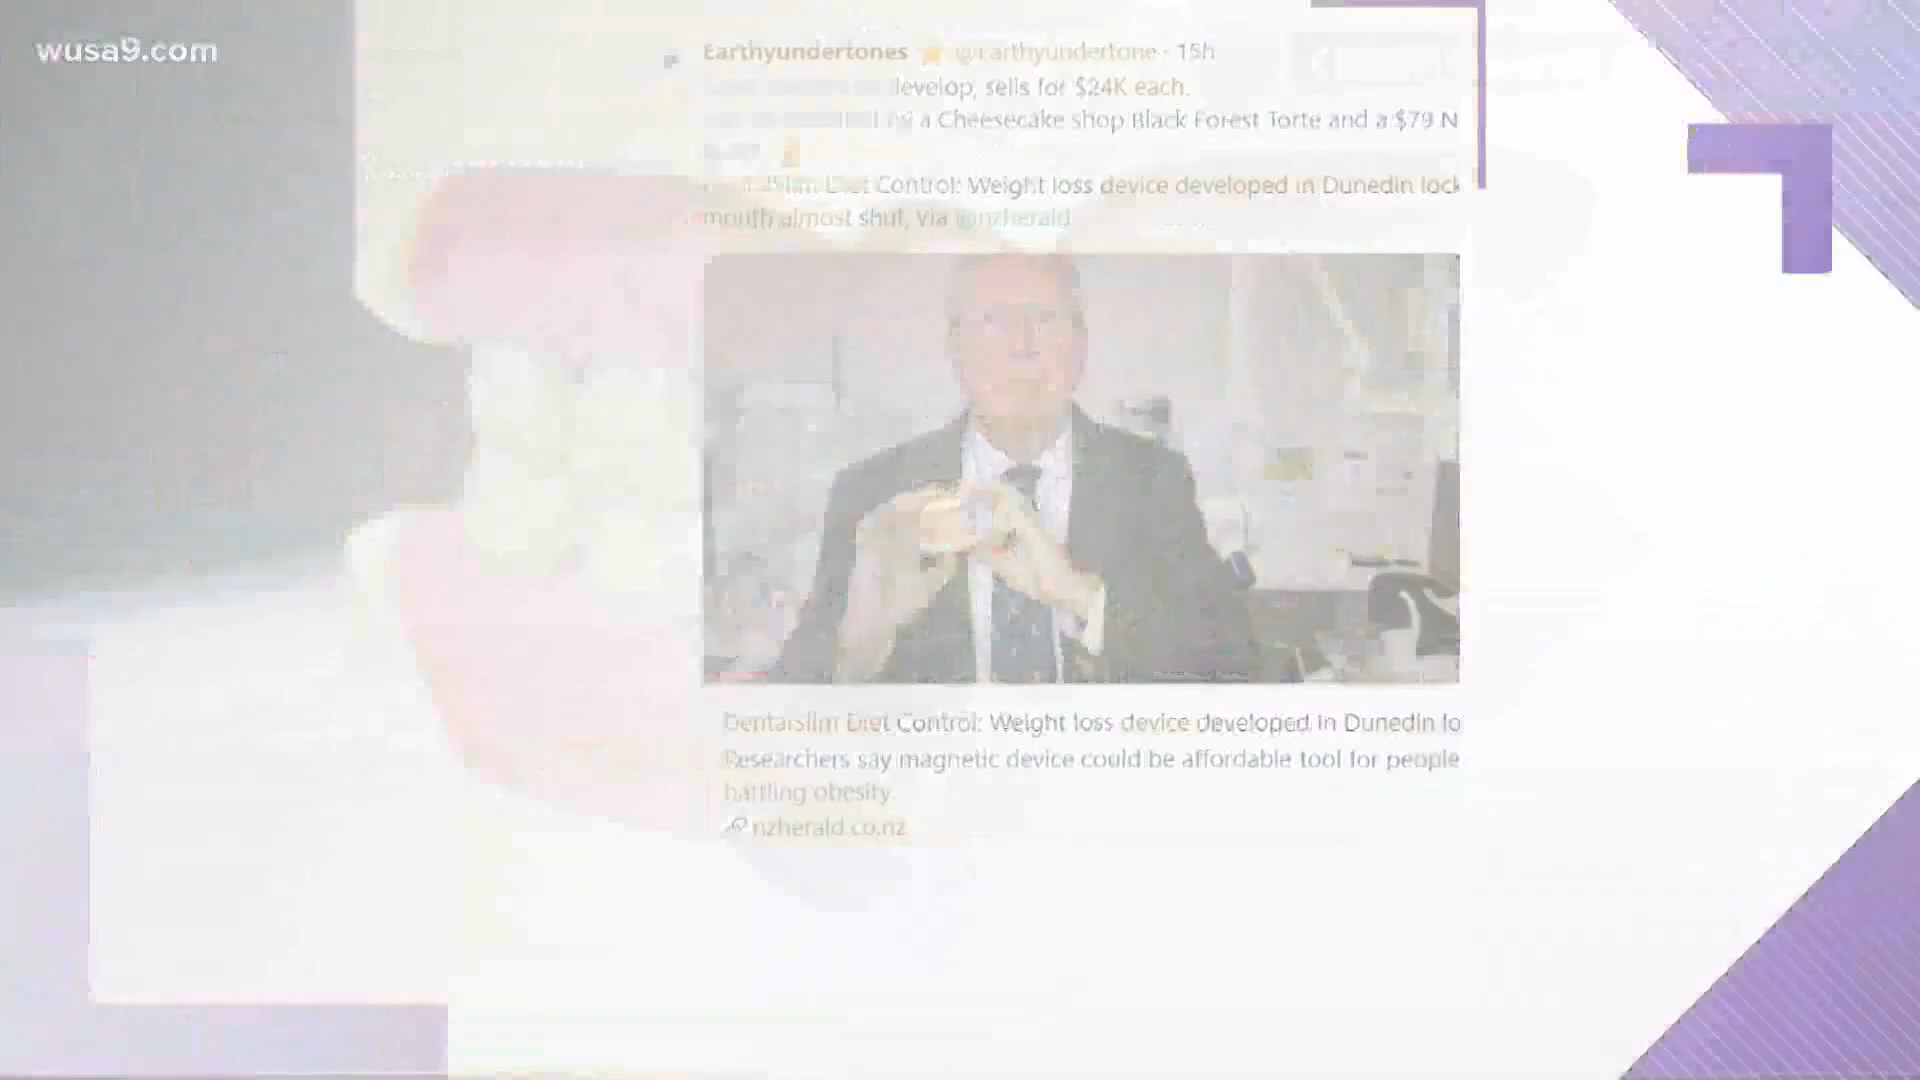 wusa9.com
Earthyundertones @Earthyundertone · 15h
develop, sells for $24K each.
a Cheesecake shop Black Forest Torte and a $79 N
Diet Control: Weight loss device developed in Dunedin lock
mouth almost shut, via @nzherald
DentalSlim Diet Control: Weight loss device developed in Dunedin lo
Researchers say magnetic device could be affordable tool for people
battling obesity.
nzherald.co.nz